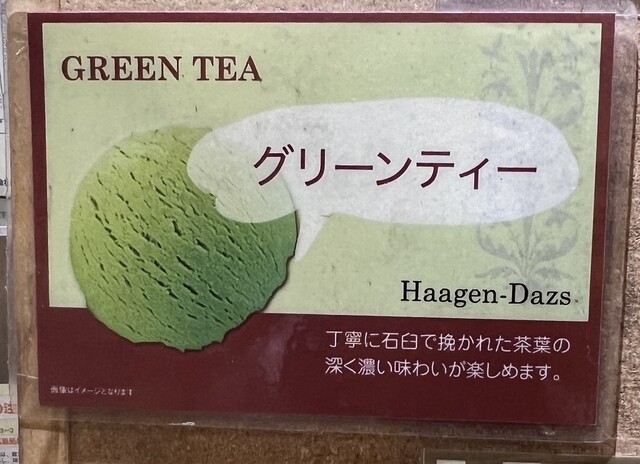 GREEN TEA
グリーンティー
Haagen-Dazs
丁寧に石臼で挽かれた茶葉の
深く濃い味わいが楽しめます。
画像はイメージとなります